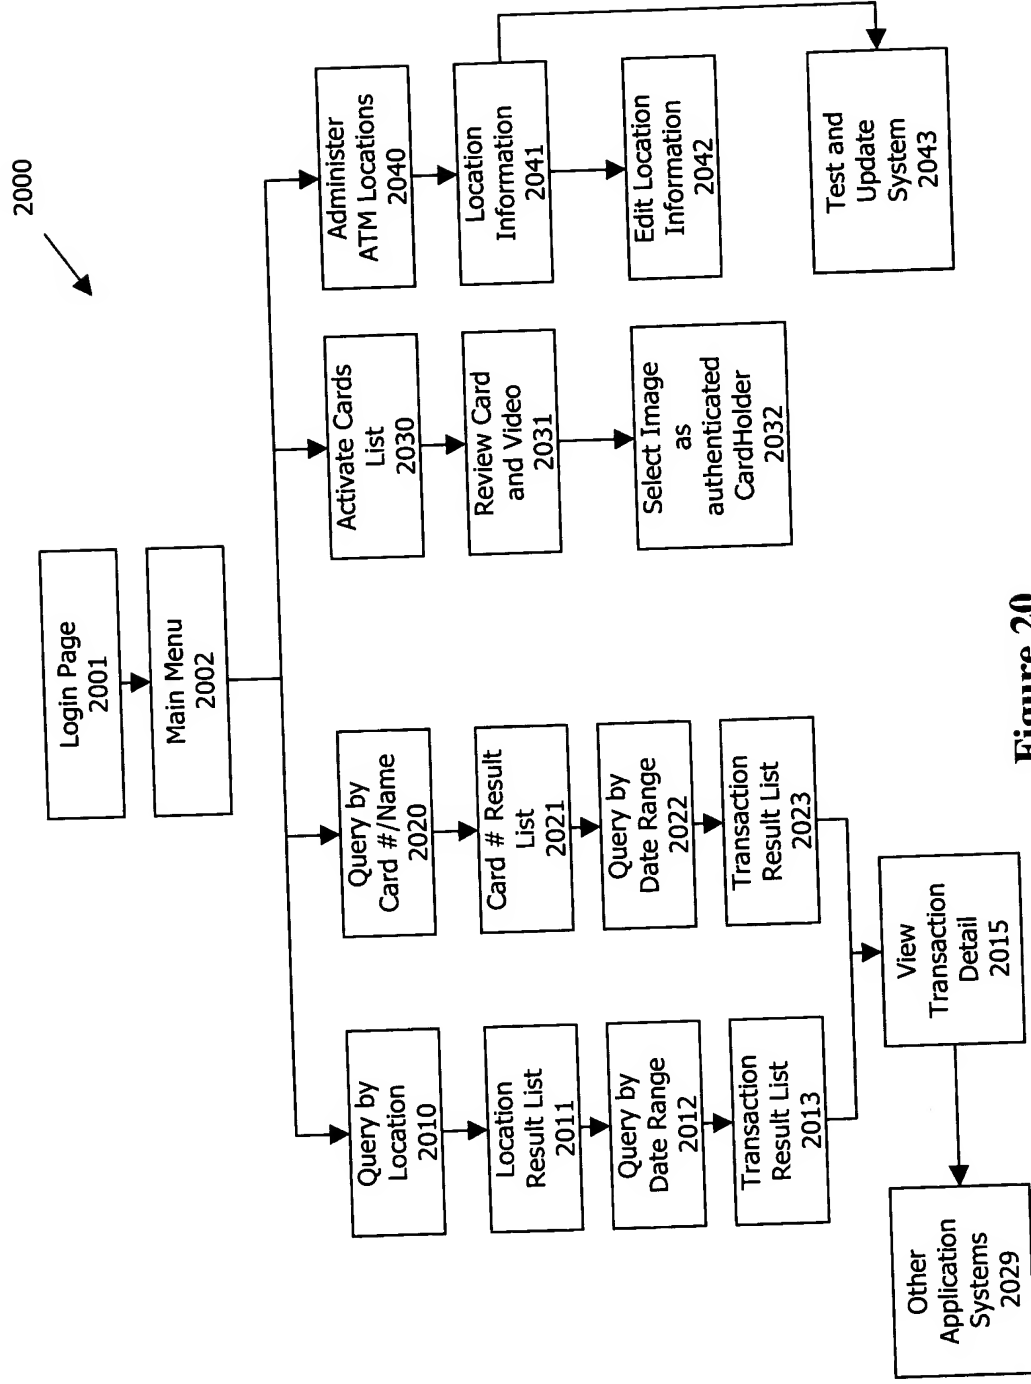 2000
Login Page
2001
Main Menu
2002
Query by
Location
2010
Location
Result List
2011
Query by
Date Range
2012
Transaction
Result List
2013
Query by
Card #/Name
2020
Card # Result
List
2021
Query by
Date Range
2022
Transaction
Result List
2023
View
Transaction
Detail
2015
Other
Application
Systems
2029
Activate Cards
List
2030
Review Card
and Video
2031
Select Image
as
authenticated
CardHolder
2032
Administer
ATM Locations
2040
Location
Information
2041
Edit Location
Information
2042
Test and
Update
System
2043
Figure 20